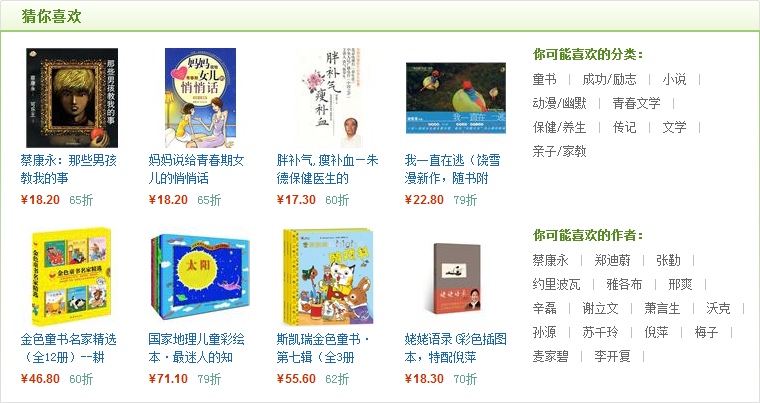 猜你喜欢
蔡康永：那些男孩
教我的事
¥18.20 65折
妈妈说给青春期女
儿的悄悄话
¥18.20 65折
胖补气,瘦补血－朱
德保健医生的
¥17.30 60折
我一直在逃（饶雪
漫新作，随书附
¥22.80 79折
金色童书名家精选
（全12册）--耕
¥46.80 60折
国家地理儿童彩绘
本·最迷人的知
¥71.10 79折
斯凯瑞金色童书·
第七辑（全3册
¥55.60 62折
姥姥语录(彩色插图
本，特配倪萍
¥18.30 70折
你可能喜欢的分类：
童书 | 成功/励志 | 小说 |
动漫/幽默 | 青春文学 |
保健/养生 | 传记 | 文学 |
亲子/家教
你可能喜欢的作者：
蔡康永 | 郑迪蔚 | 张勤 |
约里波瓦 | 雅各布 | 邢爽 |
辛磊 | 谢立文 | 萧言生 | 沃克 |
孙源 | 苏千玲 | 倪萍 | 梅子 |
麦家碧 | 李开复 |
那些男孩教我的事
妈妈
女儿
悄悄话
胖补气
瘦补血
我一直在逃
金色童书名家精选
太阳
姥姥语录